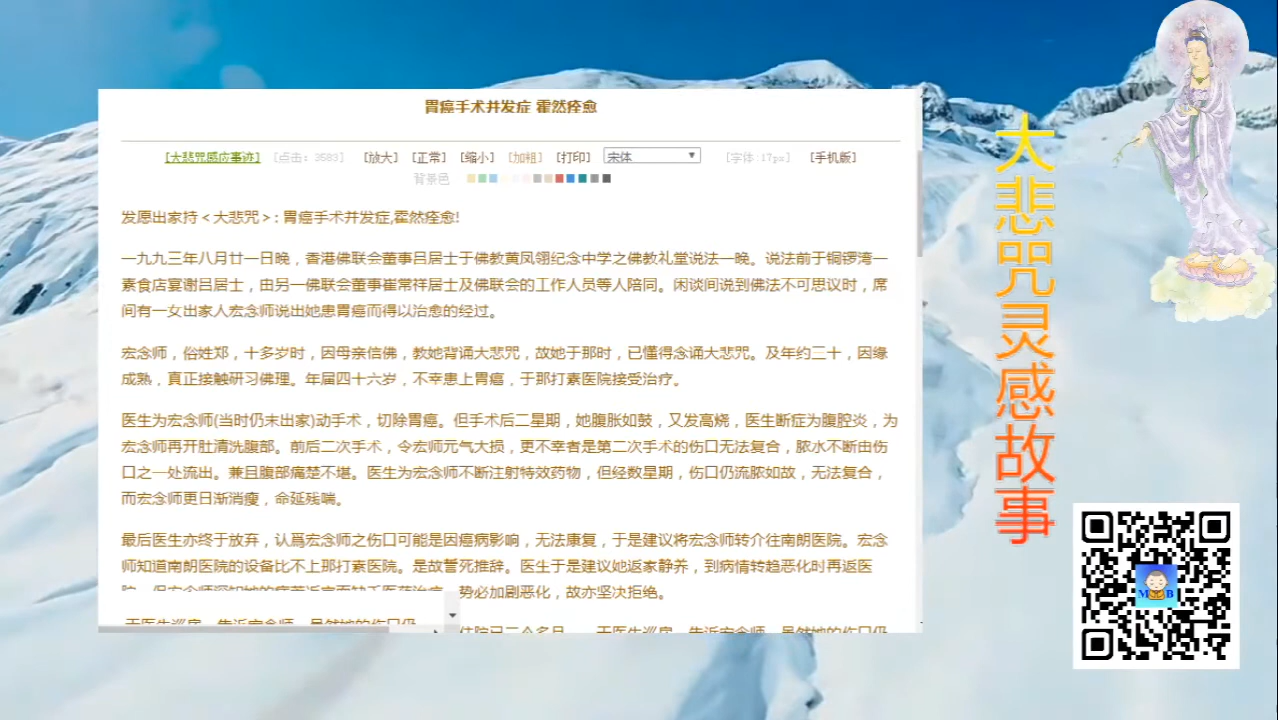 胃癌手术并发症 霍然痊愈
[大悲咒感应事迹] [点击：3583] [放大] [正常] [缩小] [加粗] [打印] 宋体 [字体:17px] [手机版]
背景色
发愿出家持＜大悲咒＞: 胃癌手术并发症,霍然痊愈!
一九九三年八月廿一日晚，香港佛联会董事吕居士于佛教黄凤翎纪念中学之佛教礼堂说法一晚。说法前于铜锣湾一
素食店宴谢吕居士，由另一佛联会董事崔常祥居士及佛联会的工作人员等人陪同。闲谈间说到佛法不可思议时，席
间有一女出家人宏念师说出她患胃癌而得以治愈的经过。
宏念师，俗姓郑，十多岁时，因母亲信佛，教她背诵大悲咒，故她于那时，已懂得念诵大悲咒。及年约三十，因缘
成熟，真正接触研习佛理。年届四十六岁，不幸患上胃癌，于那打素医院接受治疗。
医生为宏念师(当时仍未出家)动手术，切除胃癌。但手术后二星期，她腹胀如鼓，又发高烧，医生断症为腹腔炎，为
宏念师再开肚清洗腹部。前后二次手术，令宏师元气大损，更不幸者是第二次手术的伤口无法复合，脓水不断由伤
口之一处流出。兼且腹部痛楚不堪。医生为宏念师不断注射特效药物，但经数星期，伤口仍流脓如故，无法复合，
而宏念师更日渐消瘦，命延残喘。
最后医生亦终于放弃，认爲宏念师之伤口可能是因癌病影响，无法康复，于是建议将宏念师转介往南朗医院。宏念
师知道南朗医院的设备比不上那打素医院。是故誓死推辞。医生于是建议她返家静养，到病情转趋恶化时再返医
势必加剧恶化，故亦坚决拒绝。
大悲咒灵感故事
M B